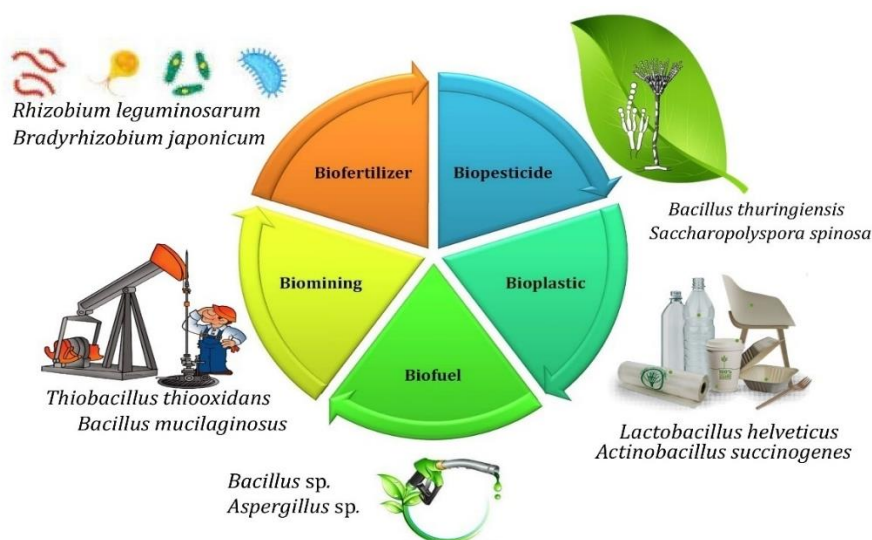 Rhizobium leguminosarum
Bradyrhizobium japonicum
Biofertilizer
Biopesticide
Bacillus thuringiensis
Saccharopolyspora spinosa
Biomining
Bioplastic
Thiobacillus thiooxidans
Bacillus mucilaginosus
Biofuel
Lactobacillus helveticus
Actinobacillus succinogenes
Bacillus sp.
Aspergillus sp.